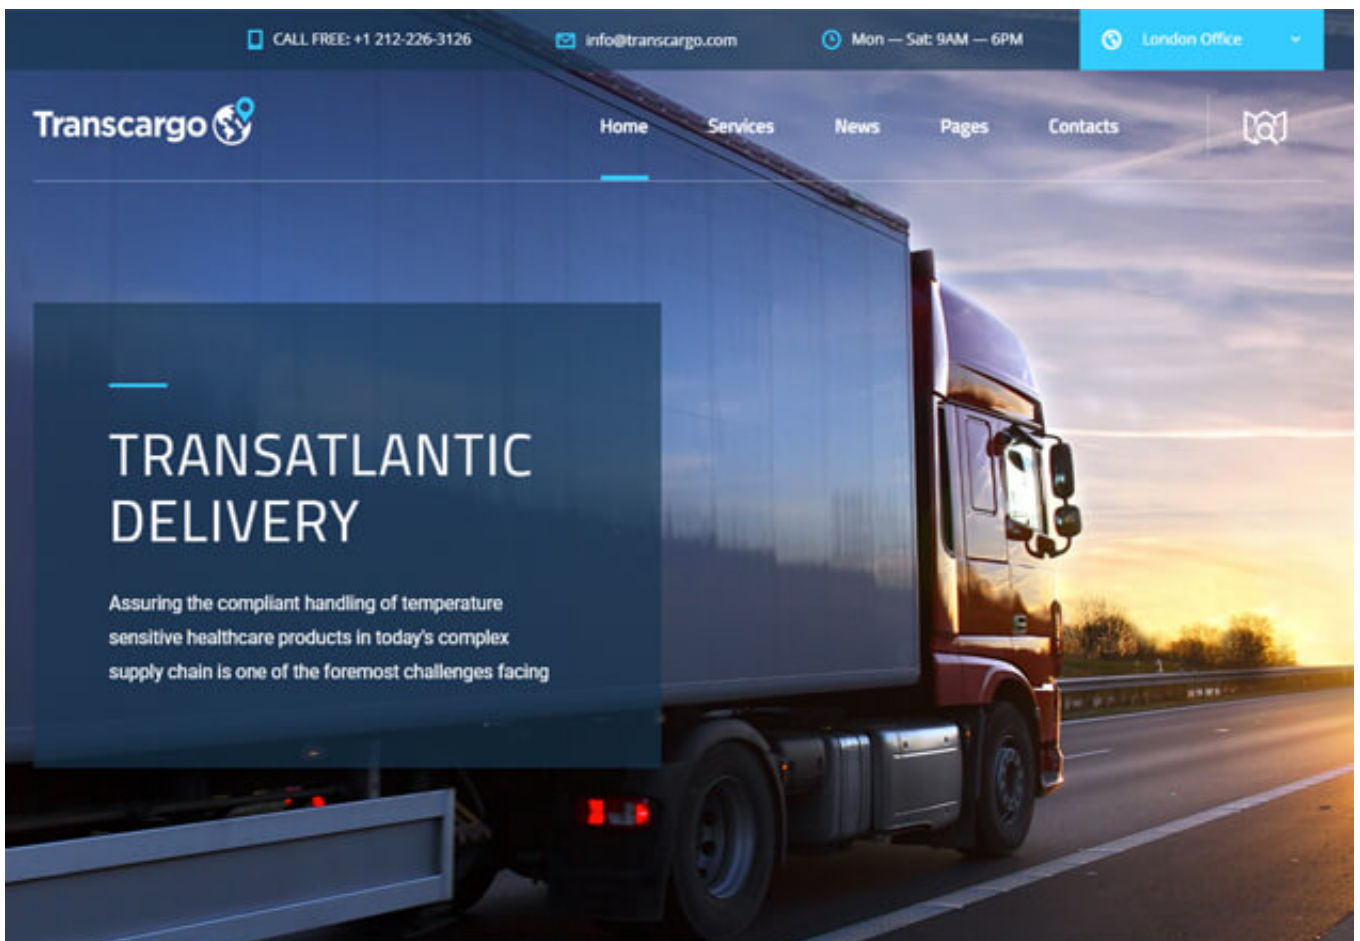 CALL FREE: +1 212-226-3126
info@transcargo.com
Mon — Sat: 9AM — 6PM
London Office
Transcargo
Home
Services
News
Pages
Contacts
TRANSATLANTIC
DELIVERY
Assuring the compliant handling of temperature
sensitive healthcare products in today's complex
supply chain is one of the foremost challenges facing